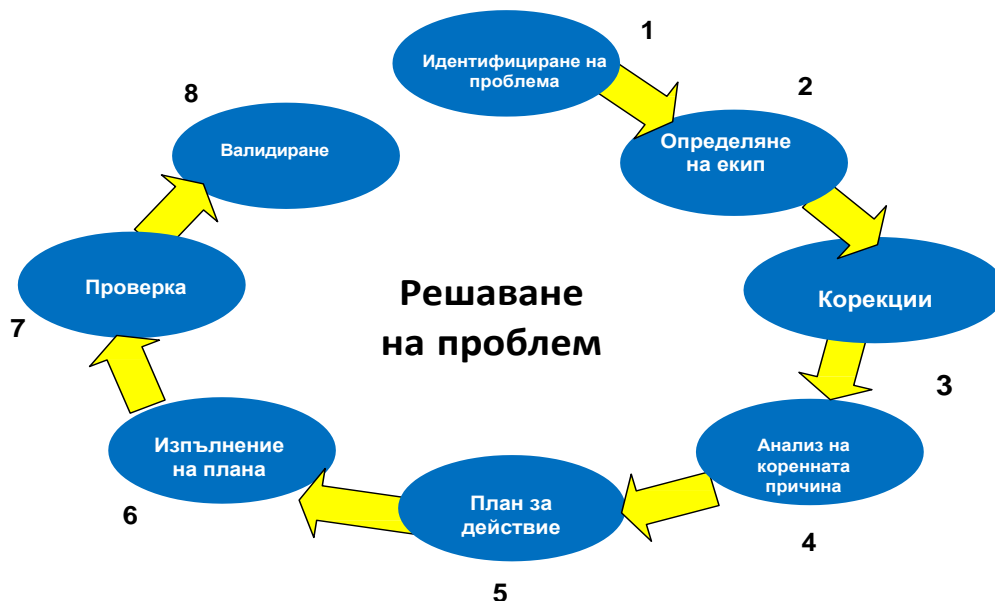 1
Идентифициране на
проблема
2
Определяне
на екип
Корекции
3
Анализ на
коренната
причина
4
План за
действие
5
Изпълнение
на плана
6
Проверка
7
Валидиране
8
Решаване
на проблем